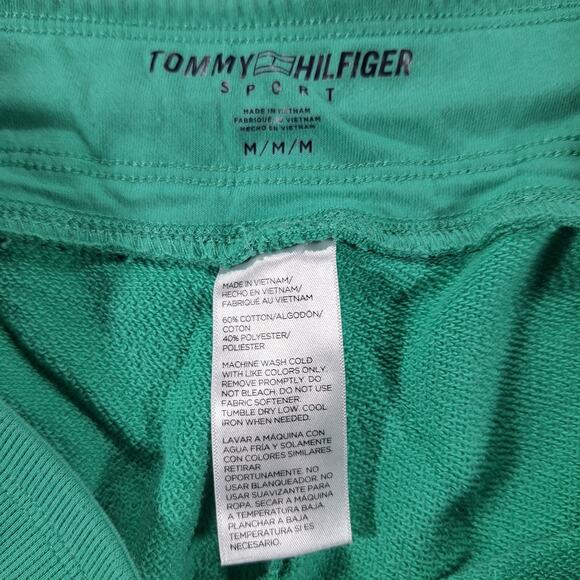 TOMMY HILFIGER
SPORT
MADE IN VIETNAM
FABRIQUÉ AU VIETNAM
HECHO EN VIETNAM
M/M/M
MADE IN VIETNAM/
HECHO EN VIETNAM/
FABRIQUÉ AU VIETNAM
60% COTTON/ALGODÓN/
COTON
40% POLYESTER/
POLIÉSTER
MACHINE WASH COLD
WITH LIKE COLORS ONLY
REMOVE PROMPTLY. DO
NOT BLEACH. DO NOT USE
FABRIC SOFTENER
TUMBLE DRY LOW. COOL
IRON WHEN NEEDED
LAVAR A MÁQUINA CON
AGUA FRÍA Y SOLAMENTE
CON COLORES SIMILARES.
RETIRAR
OPORTUNAMENTE. NO
USAR BLANQUEADOR. NO
USAR SUAVIZANTE PARA
ROPA, SECAR A MÁQUINA
A TEMPERATURA BAJA
PLANCHAR A BAJA
TEMPERATURA SI ES
NECESARIO.